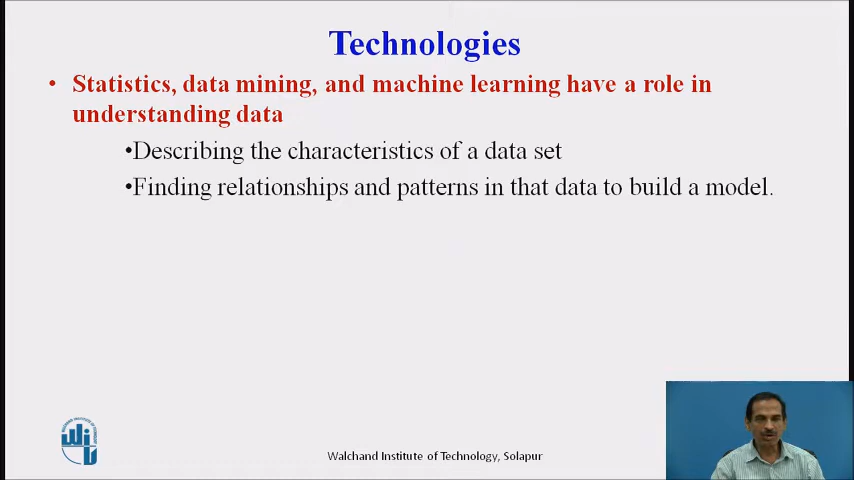 Technologies
• Statistics, data mining, and machine learning have a role in
understanding data
•Describing the characteristics of a data set
•Finding relationships and patterns in that data to build a model.
Walchand Institute of Technology, Solapur